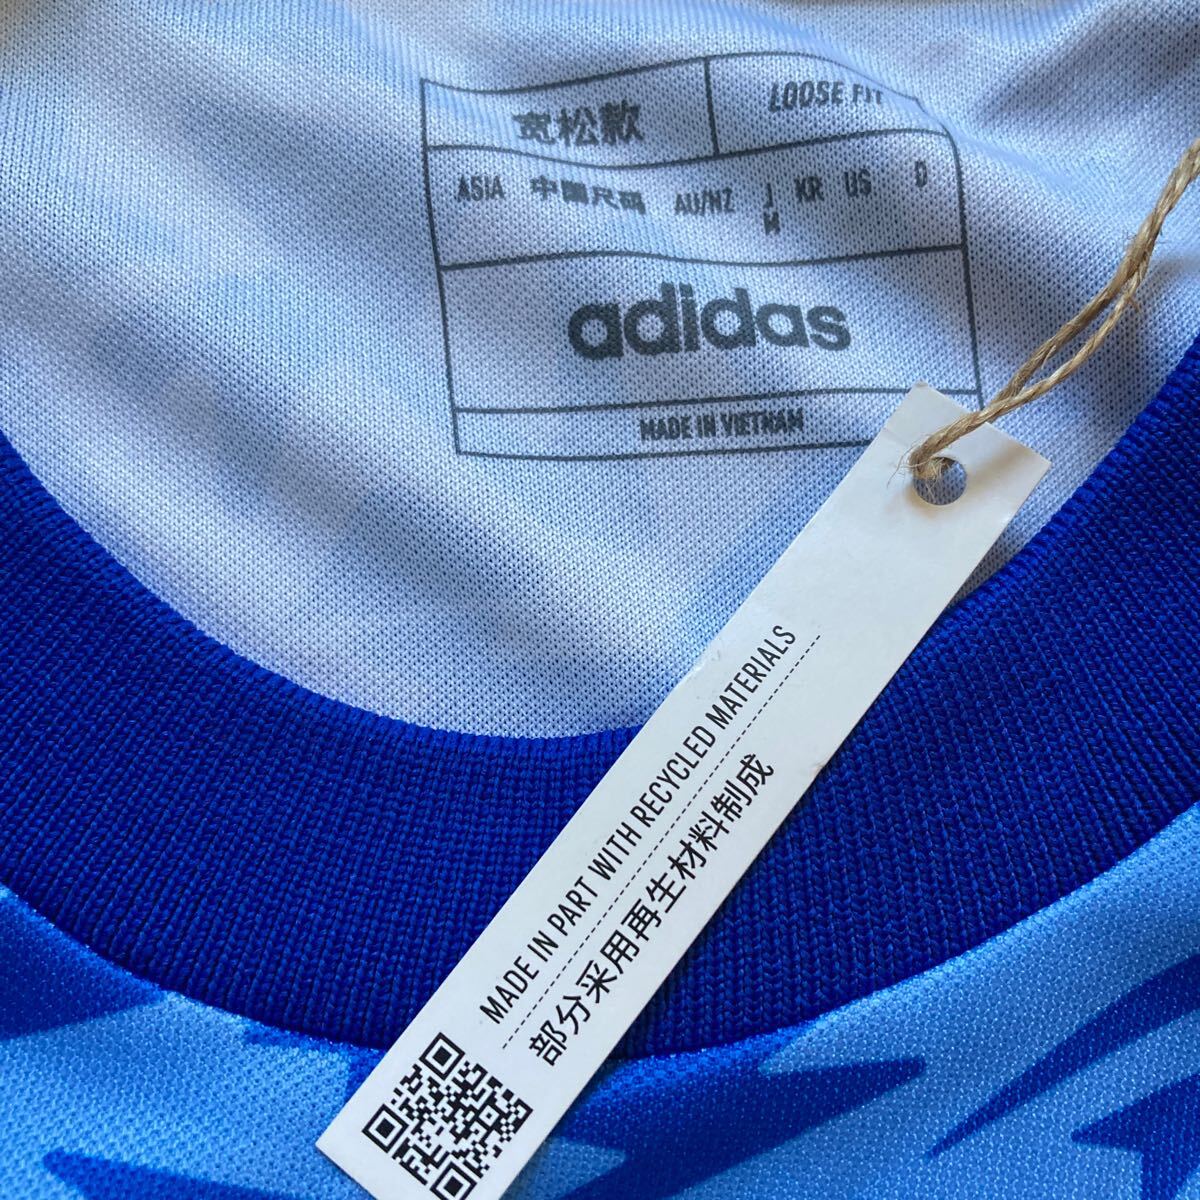 宽松款
LOOSE FIT
ASIA 中國尺码 AU/NZ J KR US D
M
adidas
MADE IN VIETNAM
MADE IN PART WITH RECYCLED MATERIALS
部分采用再生材料制成